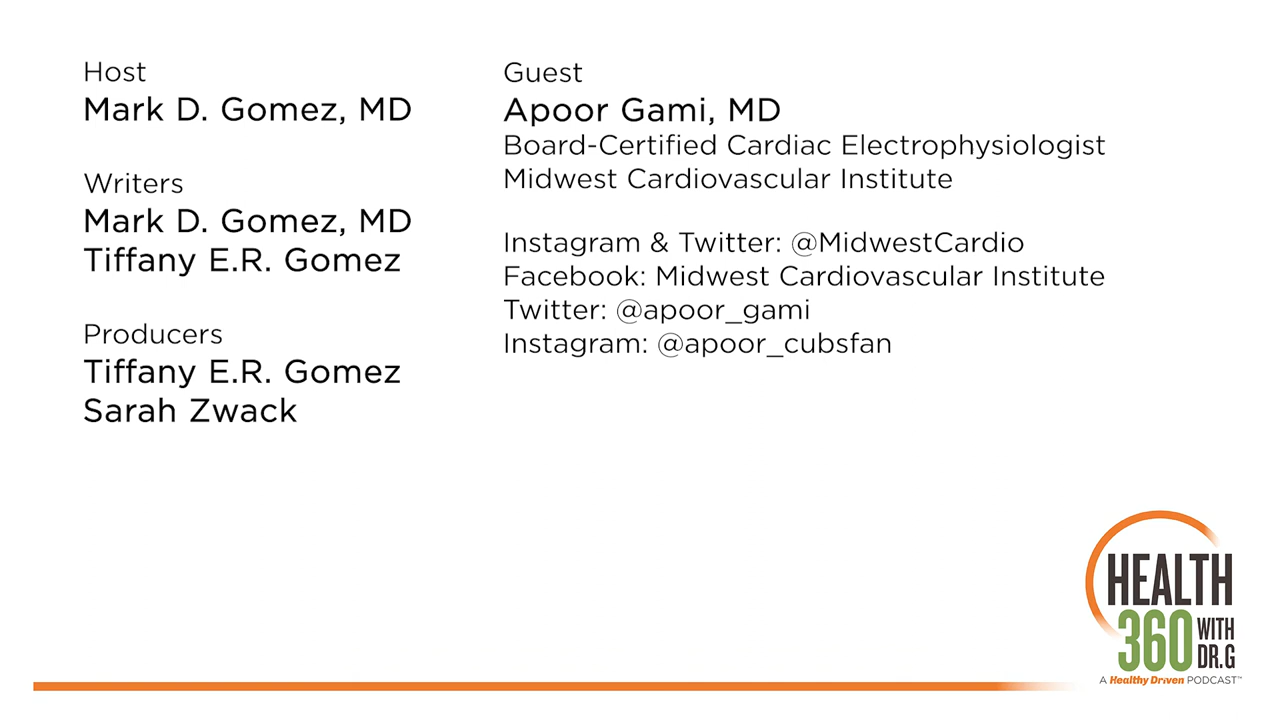 Host
Mark D. Gomez, MD
Writers
Mark D. Gomez, MD
Tiffany E.R. Gomez
Producers
Tiffany E.R. Gomez
Sarah Zwack
Guest
Apoor Gami, MD
Board-Certified Cardiac Electrophysiologist
Midwest Cardiovascular Institute
Instagram & Twitter: @MidwestCardio
Facebook: Midwest Cardiovascular Institute
Twitter: @apoor_gami
Instagram: @apoor_cubsfan
HEALTH
360 WITH
DR.G
A Healthy Driven PODCAST™